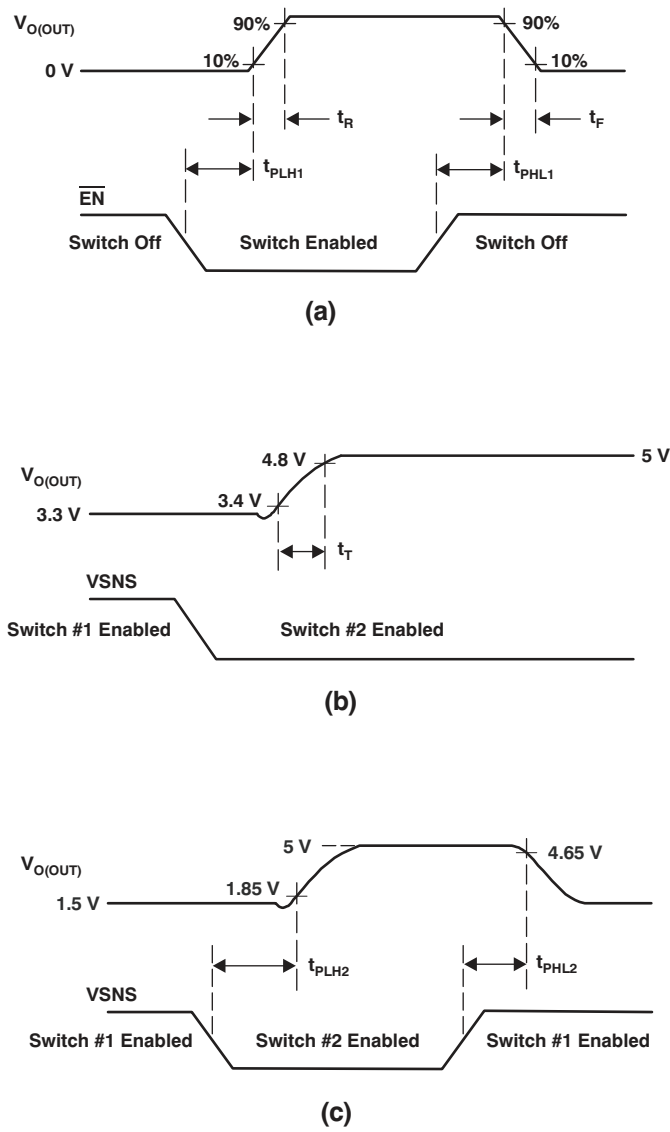 V_O(OUT)
90%
90%
10%
10%
0 V
t_R
t_F
t_PLH1
t_PHL1
E̅N̅
Switch Off
Switch Enabled
Switch Off
(a)
4.8 V
5 V
V_O(OUT)
3.4 V
3.3 V
t_T
VSNS
Switch #1 Enabled
Switch #2 Enabled
(b)
5 V
4.65 V
V_O(OUT)
1.85 V
1.5 V
t_PLH2
t_PHL2
VSNS
Switch #1 Enabled
Switch #2 Enabled
Switch #1 Enabled
(c)